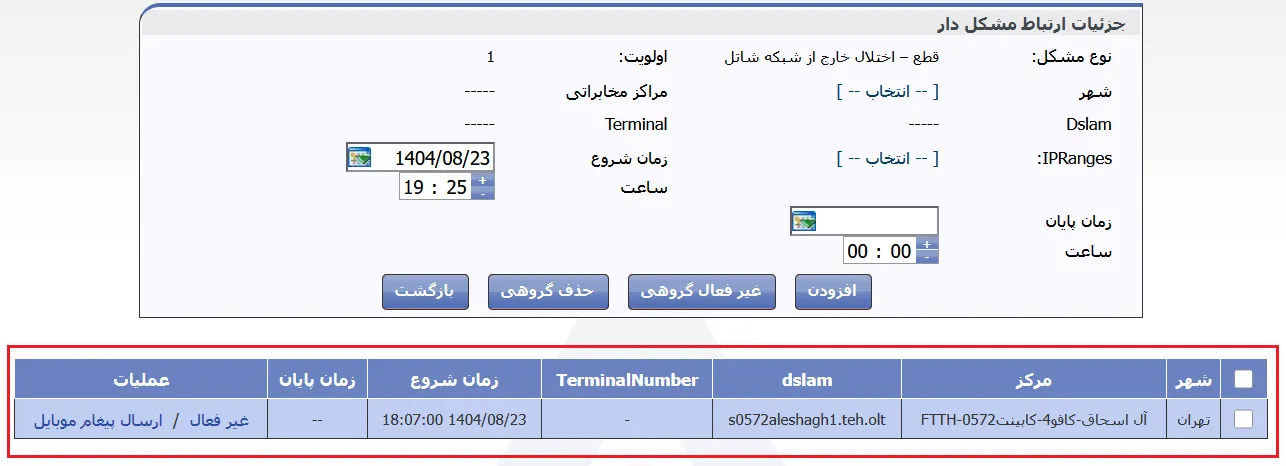 جزئیات ارتباط مشکل دار
نوع مشکل: قطع – اختلال خارج از شبکه شاتل اولویت: 1
شهر [ -- انتخاب -- ] مراکز مخابراتی -----
Dslam ----- Terminal -----
IPRanges: [ -- انتخاب -- ] زمان شروع 1404/08/23
ساعت 19 : 25
زمان پایان
ساعت 00 : 00
افزودن غیر فعال گروهی حذف گروهی بازگشت
شهر مرکز dslam TerminalNumber زمان شروع زمان پایان عملیات
تهران آل اسحاق-کافو4-کابینت0572-FTTH s0572aleshagh1.teh.olt - 1404/08/23 18:07:00 -- غیر فعال / ارسال پیغام موبایل